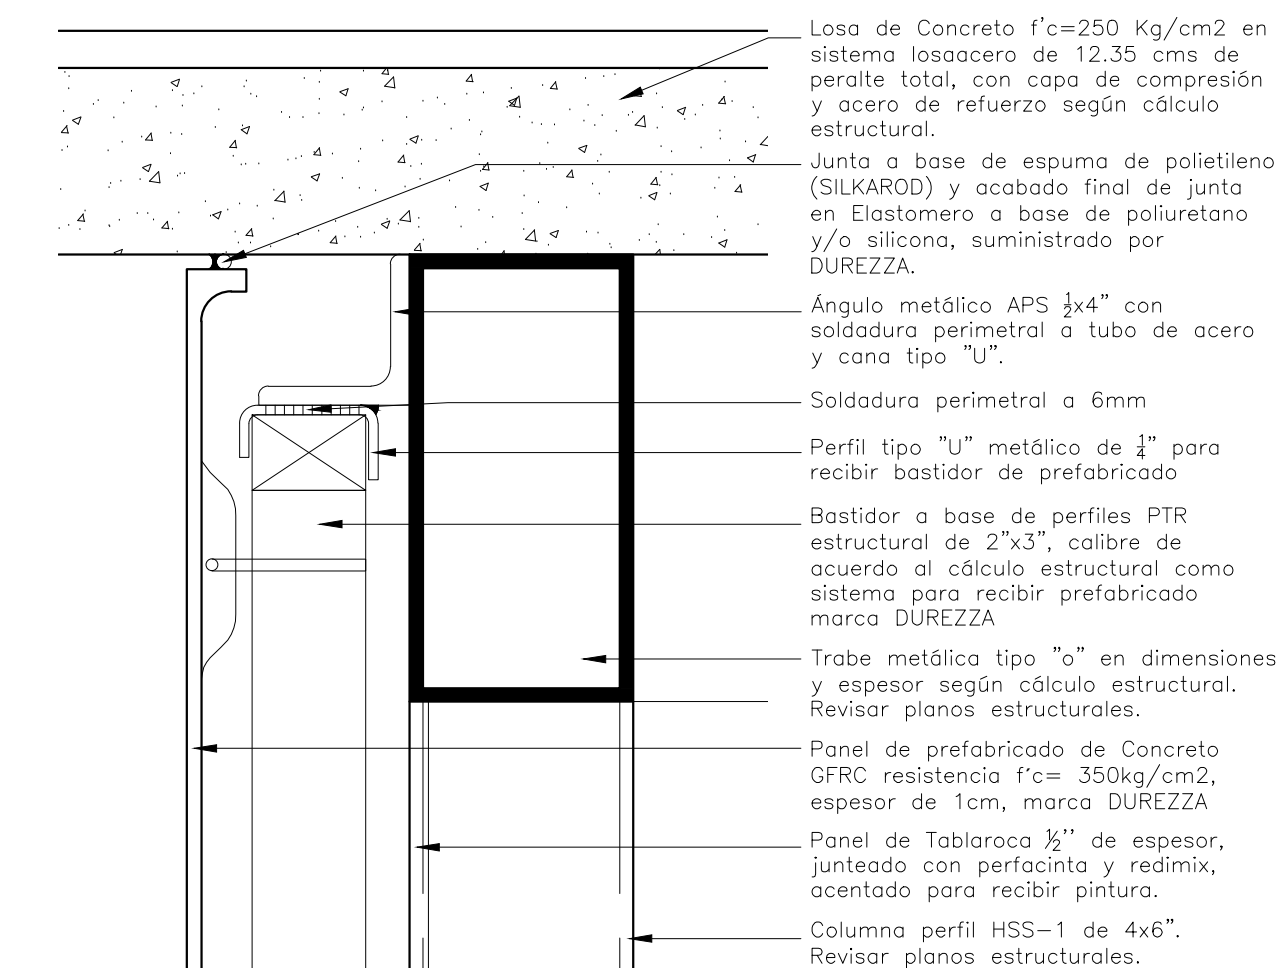 Losa de Concreto f'c=250 Kg/cm2 en
sistema losaacero de 12.35 cms de
peralte total, con capa de compresión
y acero de refuerzo según cálculo
estructural.
Junta a base de espuma de polietileno
(SILKAROD) y acabado final de junta
en Elastomero a base de poliuretano
y/o silicona, suministrado por
DUREZZA.
Ángulo metálico APS ½x4" con
soldadura perimetral a tubo de acero
y cana tipo "U".
Soldadura perimetral a 6mm
Perfil tipo "U" metálico de ¼" para
recibir bastidor de prefabricado
Bastidor a base de perfiles PTR
estructural de 2"x3", calibre de
acuerdo al cálculo estructural como
sistema para recibir prefabricado
marca DUREZZA
Trabe metálica tipo "o" en dimensiones
y espesor según cálculo estructural.
Revisar planos estructurales.
Panel de prefabricado de Concreto
GFRC resistencia f´c= 350kg/cm2,
espesor de 1cm, marca DUREZZA
Panel de Tablaroca ½'' de espesor,
junteado con perfacinta y redimix,
acentado para recibir pintura.
Columna perfil HSS-1 de 4x6".
Revisar planos estructurales.